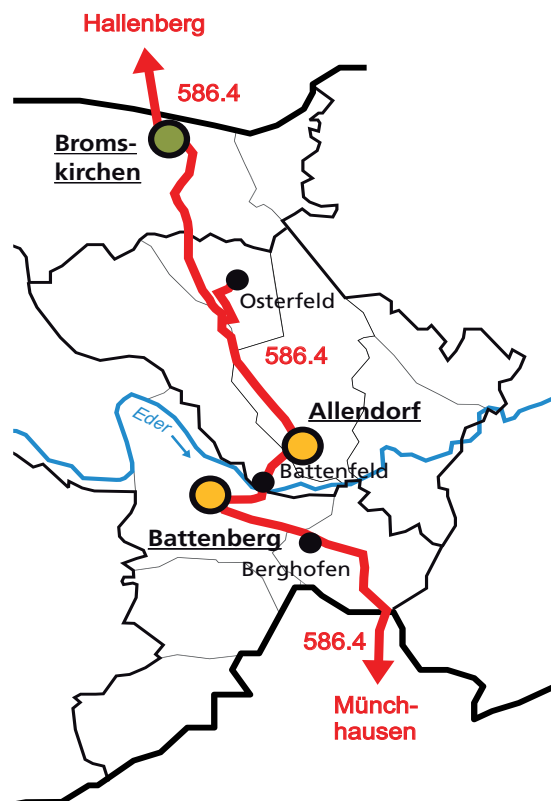 Hallenberg
586.4
Broms-
kirchen
Osterfeld
586.4
Allendorf
Eder
Battenfeld
Battenberg
Berghofen
586.4
Münch-
hausen